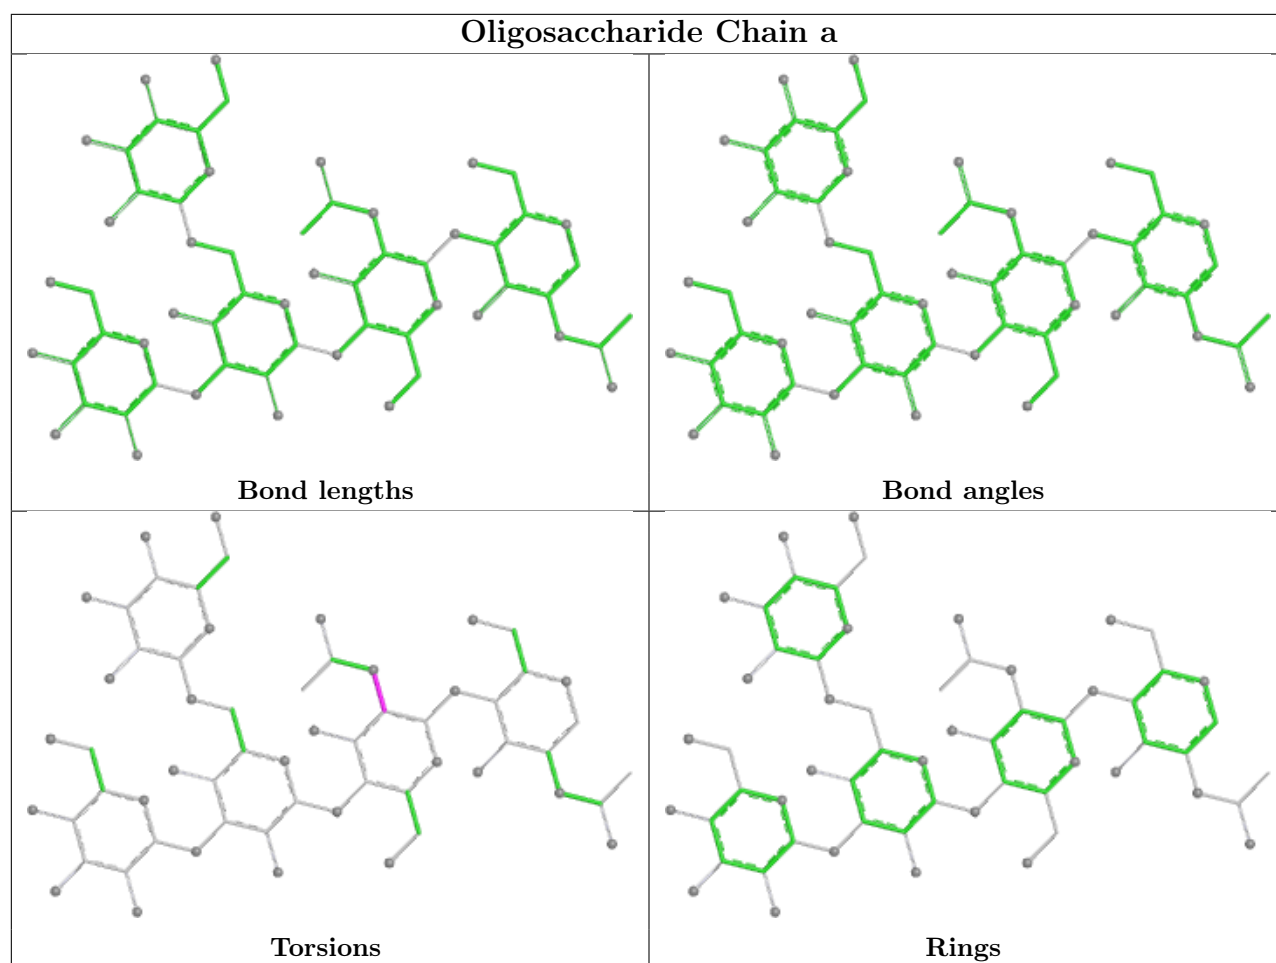 Oligosaccharide Chain a
Bond lengths
Bond angles
Torsions
Rings